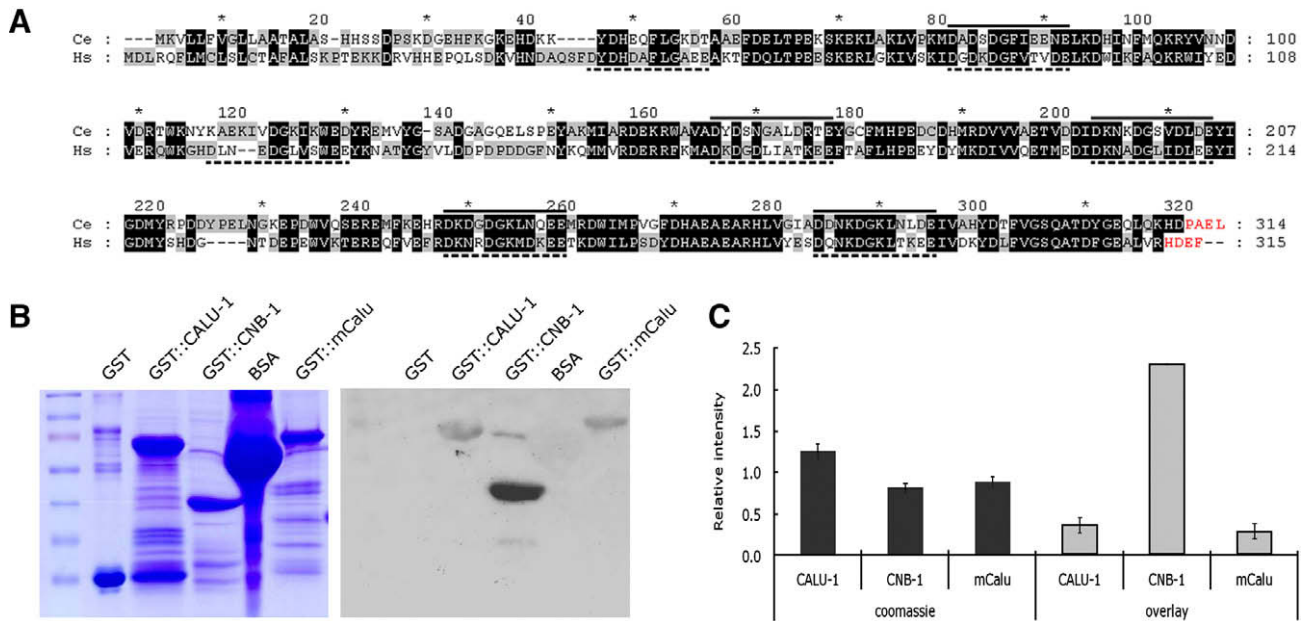 A
* 20 * 40 * 60 * 80 * 100
Ce : ---MKVLLFVGLLAATALAS-HHSSDPSKDGEHFKGKEHDKK----YDHEQFLGKDTAAEFDELTPEKSKEKLAKLVPKMDADSDGFIEENELKDHINFMQKRYVNND : 100
Hs : MDLRQFLMCLSLCTAFALSKPTEKKDRVHHEPQLSDKVHNDAQSFDYDHDAFLGAEEAKTFDQLTPEESKERLGKIVSKIDGDKDGFVTVDELKDWIKFAQKRWIYED : 108
* 120 * 140 * 160 * 180 * 200 *
Ce : VDRTWKNYKAEKIVDGKIKWEDYREMVYG-SADGAGQELSPEYAKMIARDEKRWAVADYDSNGALDRTEYGCFMHPEDCDHMRDVVVAETVDDIDKNKDGSVDLDEYI : 207
Hs : VERQWKGHDLN--EDGLVSWEEYKNATYGYVLDDPDPDDGFNYKQMMVRDERRFKMADKDGDLIATKEEFTAFLHPEEYDYMKDIVVQETMEDIDKNADGLIDLEEYI : 214
220 * 240 * 260 * 280 * 300 * 320
Ce : GDMYRPDDYPELNGKEPDWVQSEREMFKEHRDKDGDGKLNQEEMRDWIMPVGFDHAEAEARHLVGIADDNKDGKLNLDEIVAHYDTFVGSQATDYGEQLQKHDPAEL : 314
Hs : GDMYSHDG----NTDEPEWVKTEREQFVEFRDKNRDGKMDKEETKDWILPSDYDHAEAEARHLVYESDQNKDGKLTKEEIVDKYDLFVGSQATDFGEALVRHDEF-- : 315
B
GST GST::CALU-1 GST::CNB-1 BSA GST::mCalu
GST GST::CALU-1 GST::CNB-1 BSA GST::mCalu
C
Relative intensity
2.5
2.0
1.5
1.0
0.5
0.0
CALU-1 CNB-1 mCalu CALU-1 CNB-1 mCalu
coomassie overlay